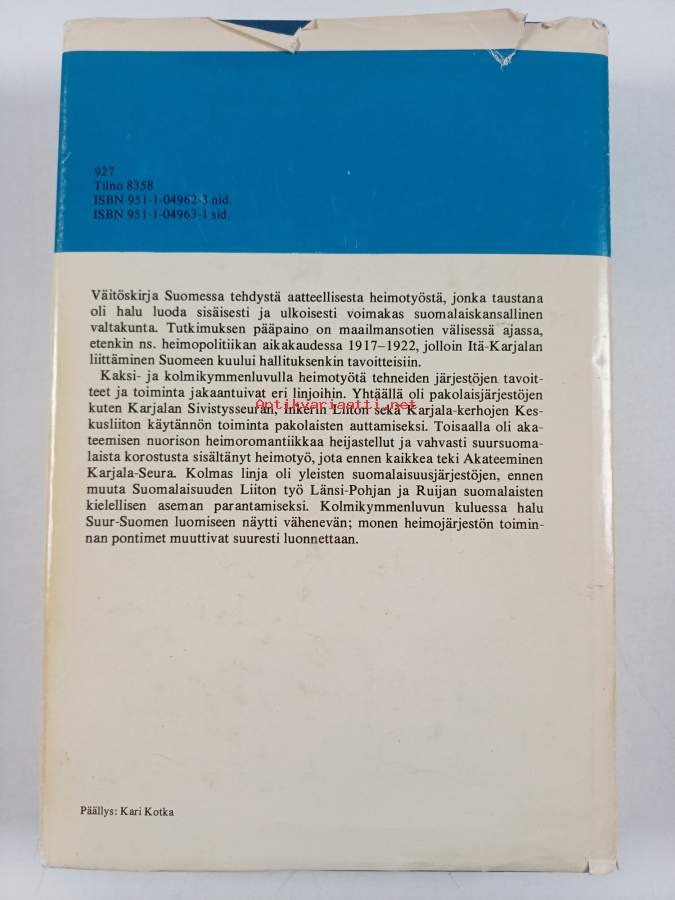 927
Tilno 8358
ISBN 951-1-04962-3 nid.
ISBN 951-1-04963-1 sid.
Väitöskirja Suomessa tehdystä aatteellisesta heimotyöstä, jonka taustana
oli halu luoda sisäisesti ja ulkoisesti voimakas suomalaiskansallinen
valtakunta. Tutkimuksen pääpaino on maailmansotien välisessä ajassa,
etenkin ns. heimopolitiikan aikakaudessa 1917–1922, jolloin Itä-Karjalan
liittäminen Suomeen kuului hallituksenkin tavoitteisiin.
Kaksi- ja kolmikymmenluvulla heimotyötä tehneiden järjestöjen tavoit-
teet ja toiminta jakaantuivat eri linjoihin. Yhtäällä oli pakolaisjärjestöjen
Antikvariaatti.net
kuten Karjalan Sivistysseuran, Inkerin Liiton sekä Karjala-kerhojen Kes-
kusliiton käytännön toiminta pakolaisten auttamiseksi. Toisaalla oli aka-
teemisen nuorison heimoromantiikkaa heijastellut ja vahvasti suursuoma-
laista korostusta sisältänyt heimotyö, jota ennen kaikkea teki Akateeminen
Karjala-Seura. Kolmas linja oli yleisten suomalaisuusjärjestöjen, ennen
muuta Suomalaisuuden Liiton työ Länsi-Pohjan ja Ruijan suomalaisten
kielellisen aseman parantamiseksi. Kolmikymmenluvun kuluessa halu
Suur-Suomen luomiseen näytti vähenevän; monen heimojärjestön toimin-
nan pontimet muuttivat suuresti luonnettaan.
Päällys: Kari Kotka